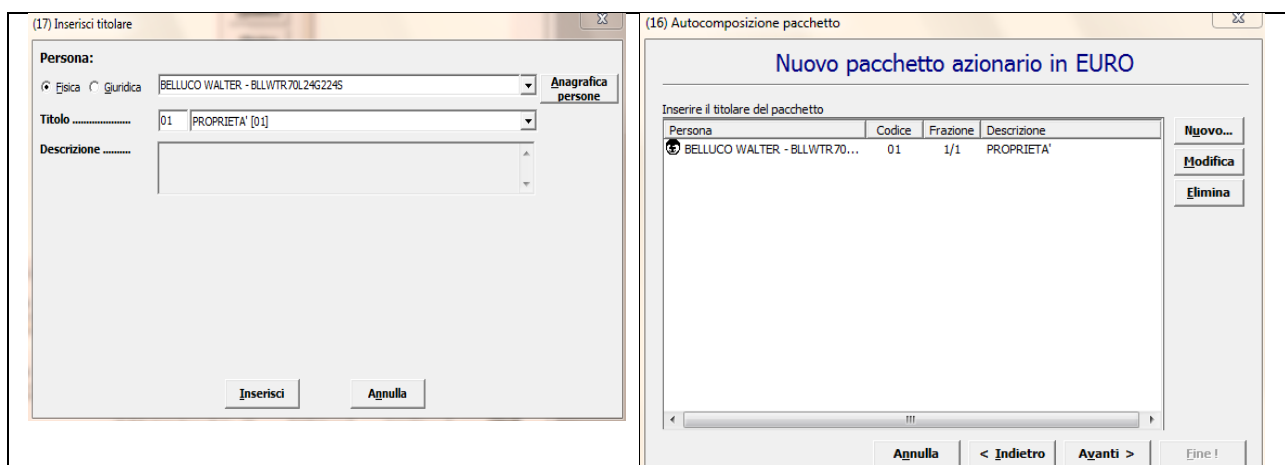 (17) Inserisci titolare
Persona:
Fisica Giuridica BELLUCO WALTER - BLLWTR70L24G224S Anagrafica persone
Titolo .................... 01 PROPRIETA' [01]
Descrizione ..........
Inserisci Annulla
(16) Autocomposizione pacchetto
Nuovo pacchetto azionario in EURO
Inserire il titolare del pacchetto
Persona Codice Frazione Descrizione
BELLUCO WALTER - BLLWTR70... 01 1/1 PROPRIETA'
Nuovo...
Modifica
Elimina
Annulla < Indietro Avanti > Fine !